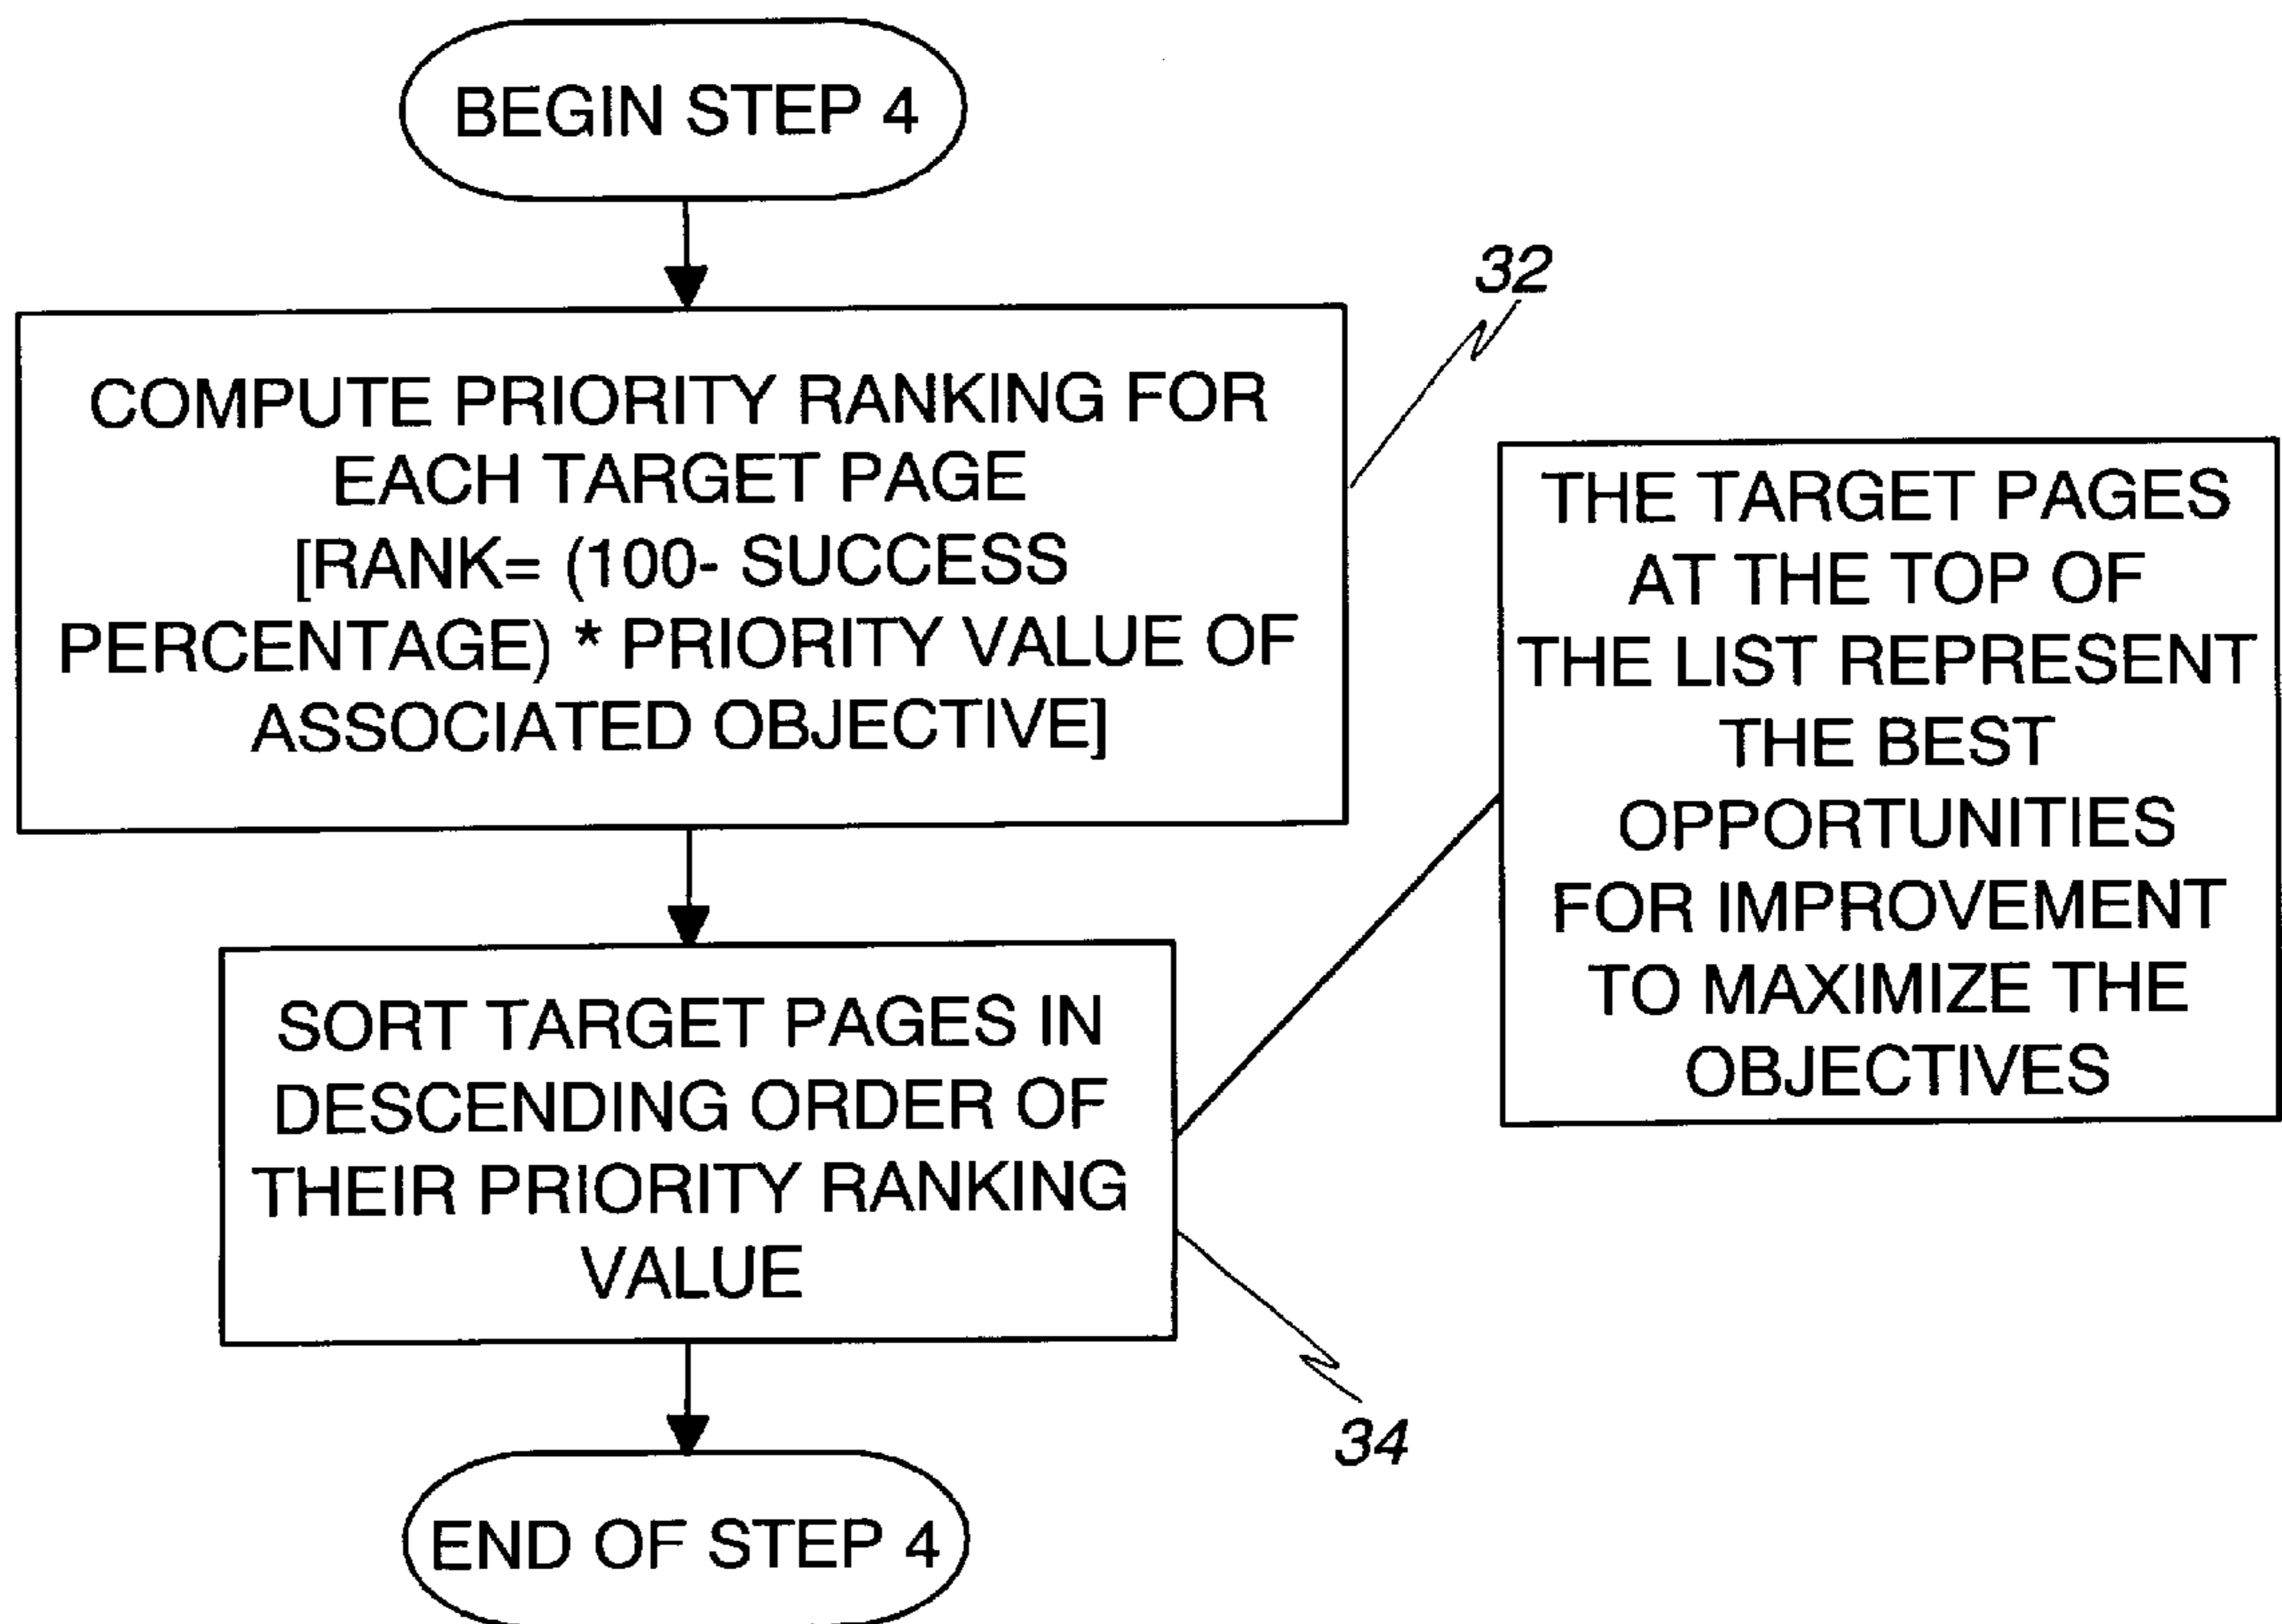 BEGIN STEP 4
32
COMPUTE PRIORITY RANKING FOR
EACH TARGET PAGE
[RANK= (100- SUCCESS
PERCENTAGE) * PRIORITY VALUE OF
ASSOCIATED OBJECTIVE]
THE TARGET PAGES
AT THE TOP OF
THE LIST REPRESENT
THE BEST
OPPORTUNITIES
FOR IMPROVEMENT
TO MAXIMIZE THE
OBJECTIVES
SORT TARGET PAGES IN
DESCENDING ORDER OF
THEIR PRIORITY RANKING
VALUE
34
END OF STEP 4